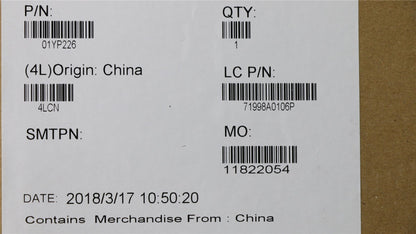 P/N: QTY:
01YP226 1
(4L)Origin: China LC P/N:
4LCN 71998A0106P
SMTPN: MO:
11822054
DATE: 2018/3/17 10:50:20
Contains Merchandise From : China